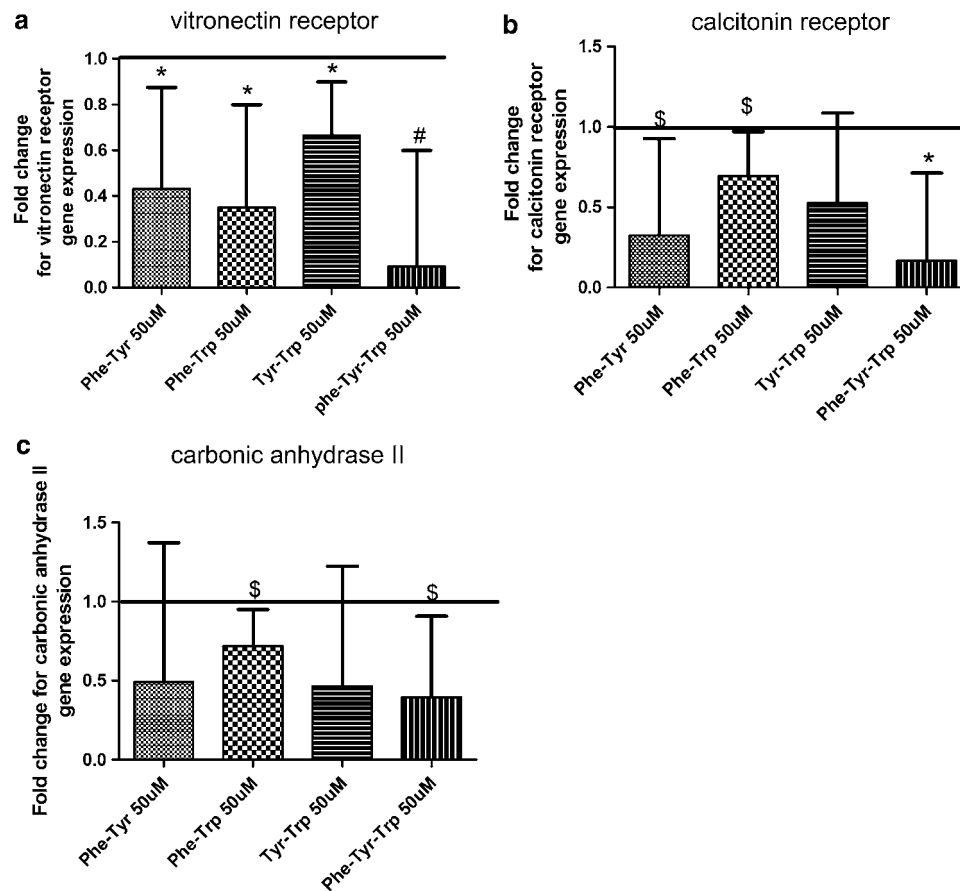 a
vitronectin receptor
Fold change
for vitronectin receptor
gene expression
1.0
0.8
0.6
0.4
0.2
0.0
*
*
*
#
Phe-Tyr 50uM
Phe-Trp 50uM
Tyr-Trp 50uM
phe-Tyr-Trp 50uM
b
calcitonin receptor
Fold change
for calcitonin receptor
gene expression
1.5
1.0
0.5
0.0
$
$
*
Phe-Tyr 50uM
Phe-Trp 50uM
Tyr-Trp 50uM
Phe-Tyr-Trp 50uM
c
carbonic anhydrase II
Fold change for carbonic anhydrase II
gene expression
1.5
1.0
0.5
0.0
$
$
Phe-Tyr 50uM
Phe-Trp 50uM
Tyr-Trp 50uM
Phe-Tyr-Trp 50uM